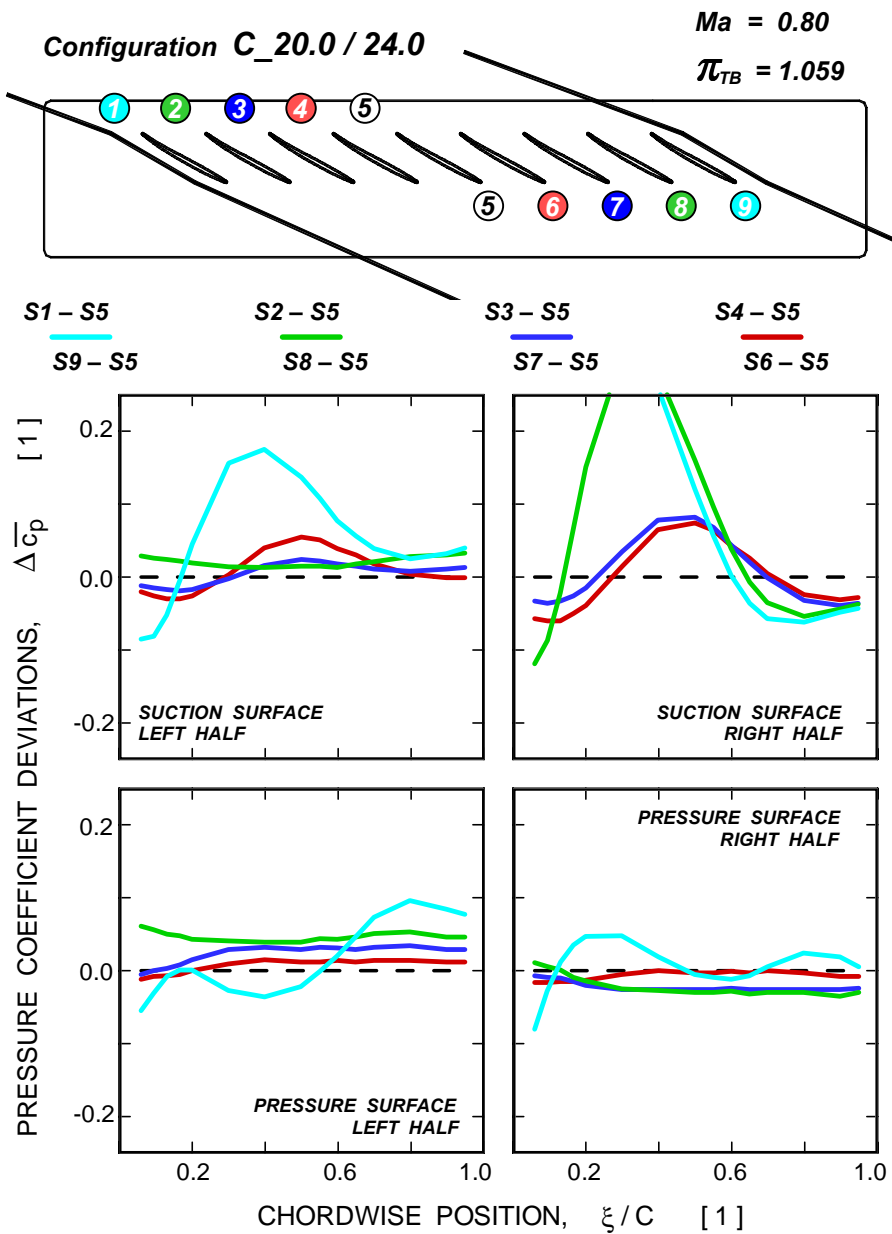 Configuration C_20.0 / 24.0
Ma = 0.80
πTB = 1.059
1 2 3 4 5
5 6 7 8 9
S1 – S5 S2 – S5 S3 – S5 S4 – S5
S9 – S5 S8 – S5 S7 – S5 S6 – S5
PRESSURE COEFFICIENT DEVIATIONS, Δc̅p̅ [ 1 ]
0.2
0.0
-0.2
SUCTION SURFACE
LEFT HALF
SUCTION SURFACE
RIGHT HALF
0.2
0.0
-0.2
PRESSURE SURFACE
LEFT HALF
PRESSURE SURFACE
RIGHT HALF
0.2 0.6 1.0 0.2 0.6 1.0
CHORDWISE POSITION, ξ / C [ 1 ]